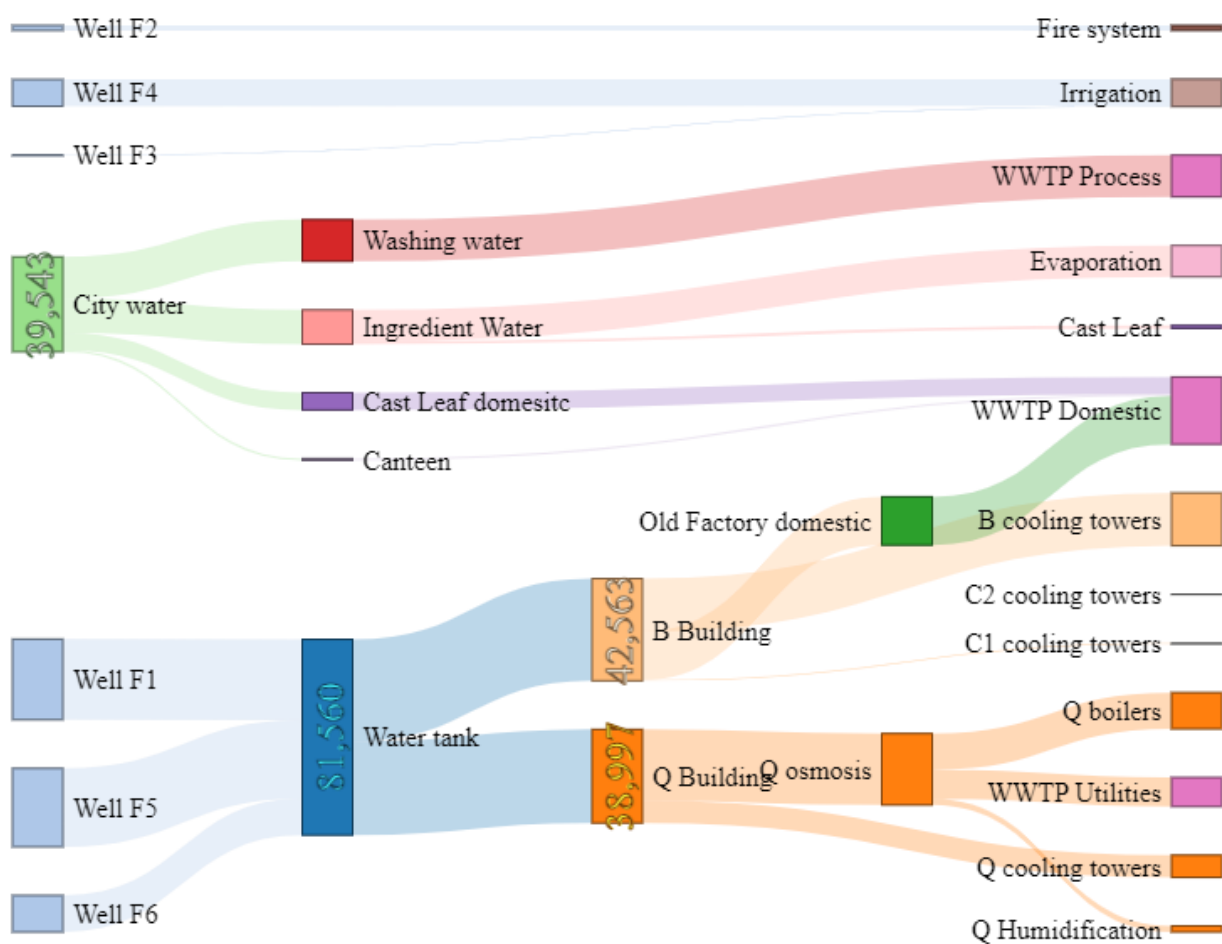 Well F2
Fire system
Well F4
Irrigation
Well F3
WWTP Process
Washing water
Evaporation
39,543
City water
Ingredient Water
Cast Leaf
Cast Leaf domesitc
WWTP Domestic
Canteen
Old Factory domestic
B cooling towers
C2 cooling towers
42,563
B Building
C1 cooling towers
Well F1
Q boilers
81,560
Water tank
38,997
Q Building
Q osmosis
WWTP Utilities
Well F5
Q cooling towers
Well F6
Q Humidification